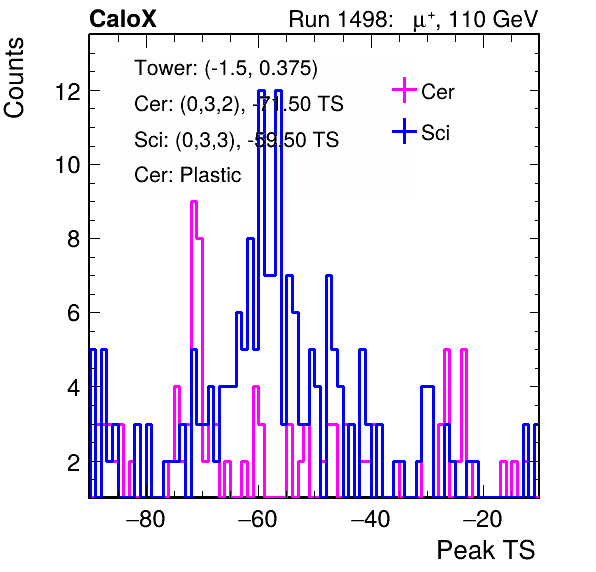 CaloX Run 1498: μ⁺, 110 GeV
Counts
Tower: (-1.5, 0.375)
Cer: (0,3,2), -71.50 TS
Sci: (0,3,3), -59.50 TS
Cer: Plastic
Cer
Sci
12
10
8
6
4
2
−80 −60 −40 −20
Peak TS